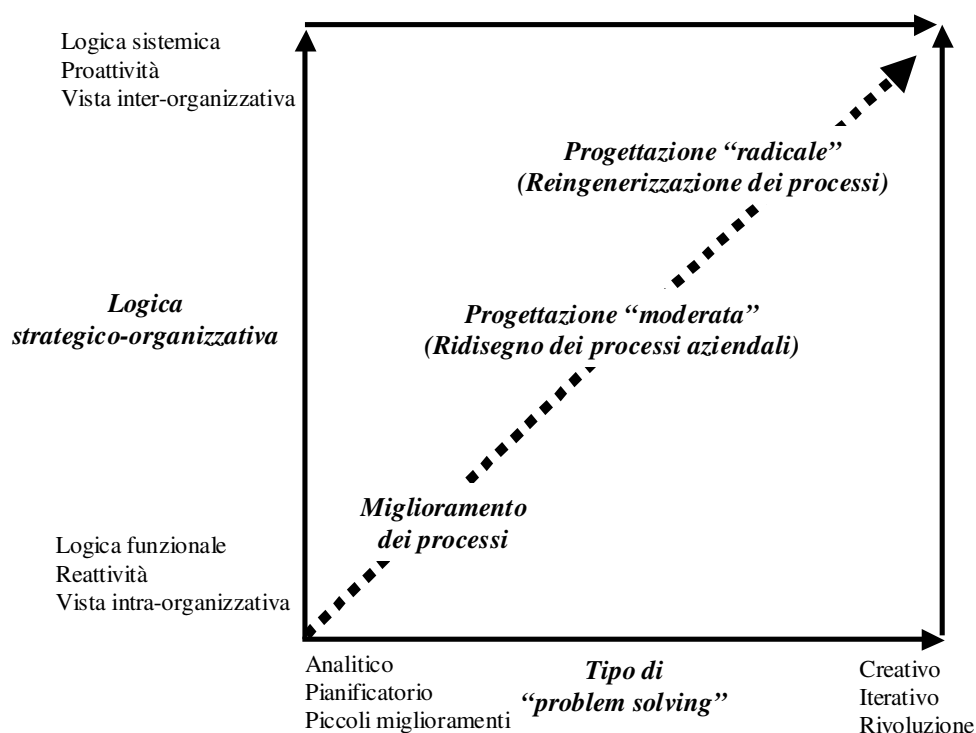 Logica sistemica
Proattività
Vista inter-organizzativa
Progettazione “radicale”
(Reingenerizzazione dei processi)
Logica
strategico-organizzativa
Progettazione “moderata”
(Ridisegno dei processi aziendali)
Miglioramento
dei processi
Logica funzionale
Reattività
Vista intra-organizzativa
Analitico
Pianificatorio
Piccoli miglioramenti
Tipo di
“problem solving”
Creativo
Iterativo
Rivoluzione